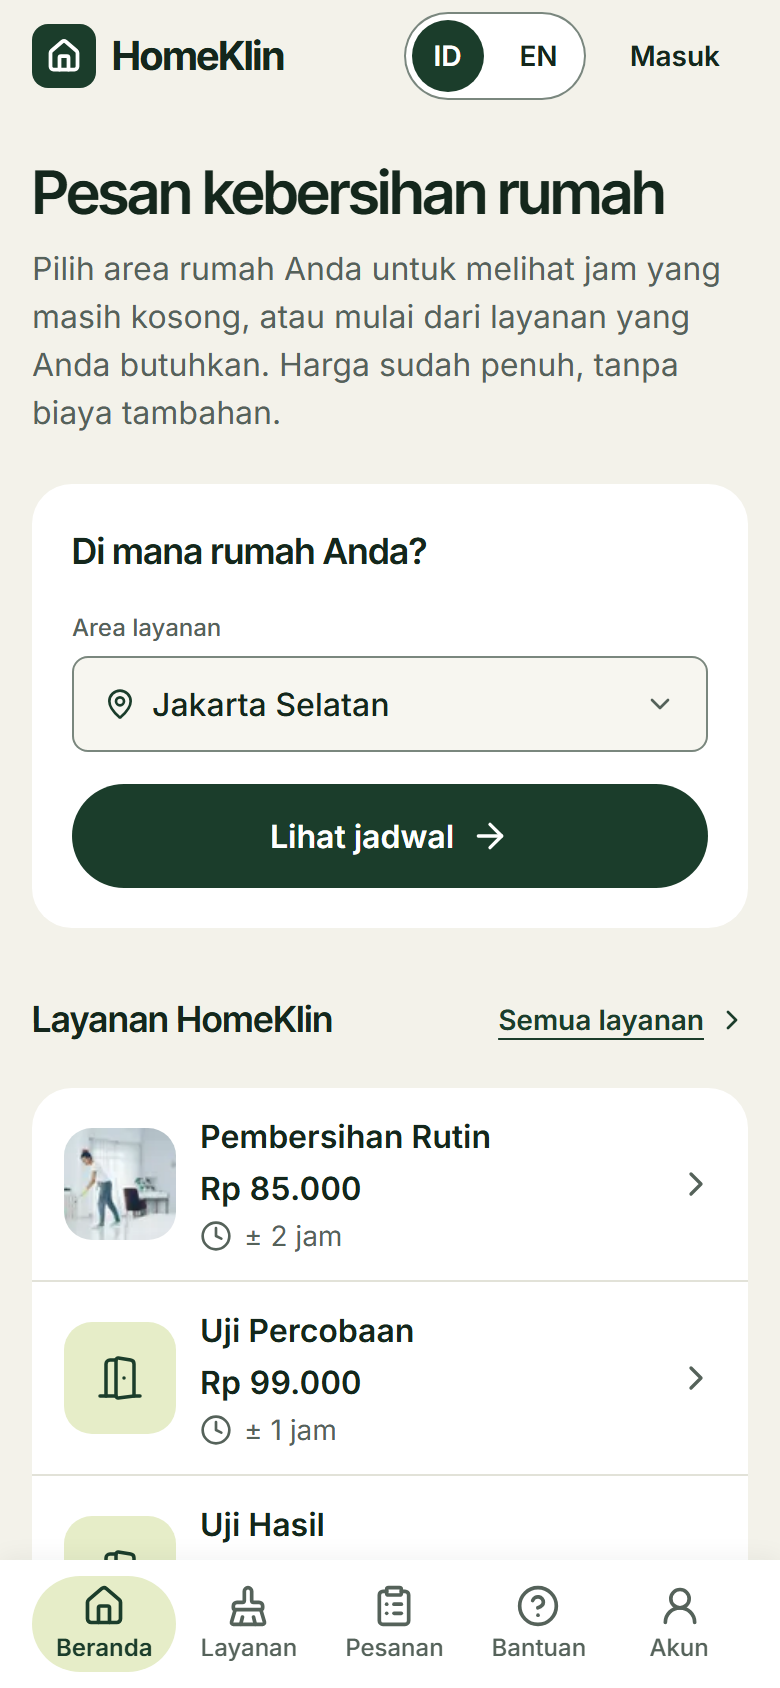 HomeKlin
ID
EN
Masuk
Pesan kebersihan rumah
Pilih area rumah Anda untuk melihat jam yang
masih kosong, atau mulai dari layanan yang
Anda butuhkan. Harga sudah penuh, tanpa
biaya tambahan.
Di mana rumah Anda?
Area layanan
Jakarta Selatan
Lihat jadwal
Layanan HomeKlin
Semua layanan
Pembersihan Rutin
Rp 85.000
± 2 jam
Uji Percobaan
Rp 99.000
± 1 jam
Uji Hasil
Beranda
Layanan
Pesanan
Bantuan
Akun